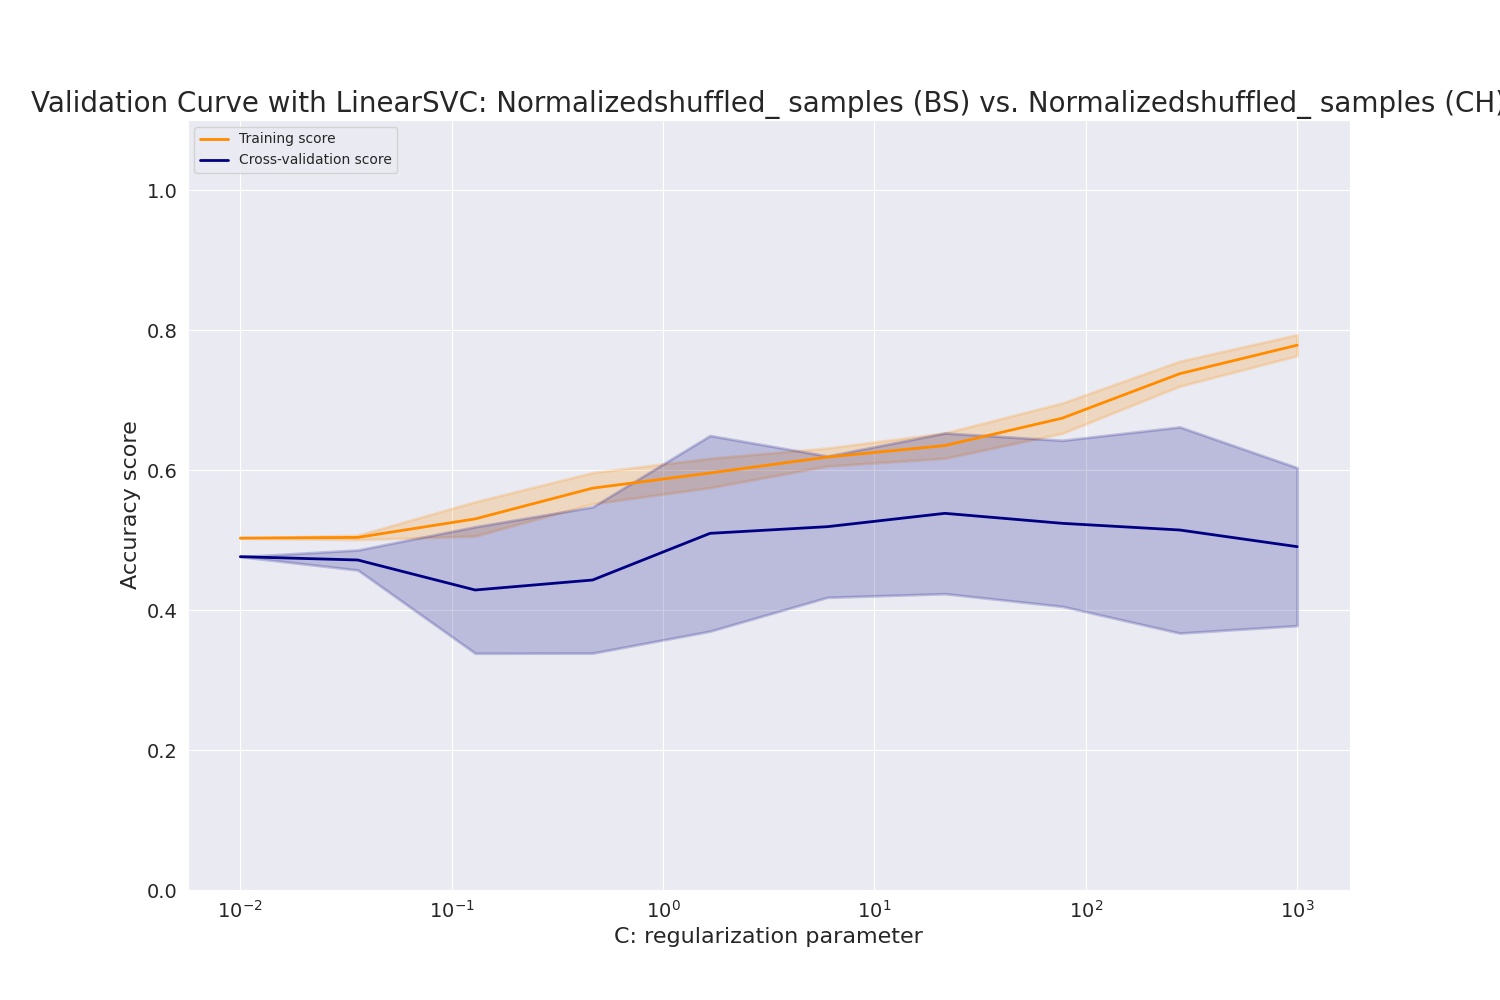 Validation Curve with LinearSVC: Normalizedshuffled_ samples (BS) vs. Normalizedshuffled_ samples (CH)
Training score
Cross-validation score
1.0
0.8
0.6
0.4
0.2
0.0
Accuracy score
10⁻² 10⁻¹ 10⁰ 10¹ 10² 10³
C: regularization parameter